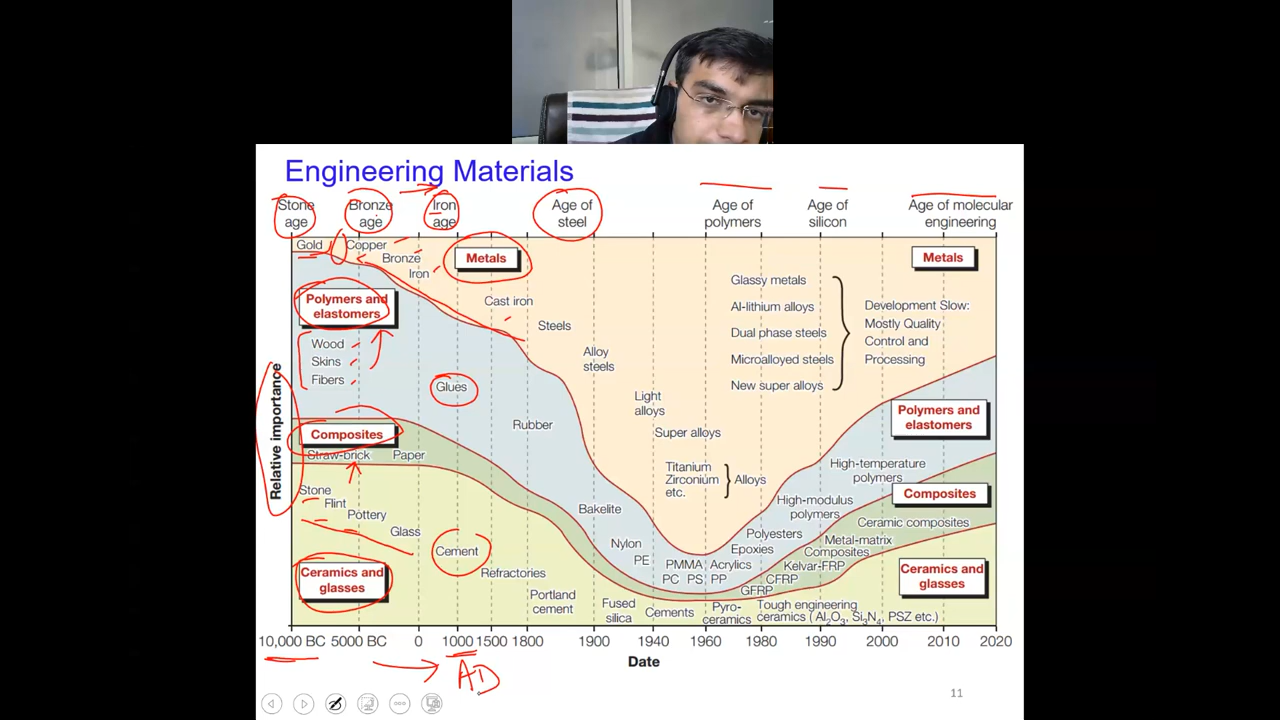 Engineering Materials
Stone age
Bronze age
Iron age
Age of steel
Age of polymers
Age of silicon
Age of molecular engineering
Gold
Copper
Bronze
Iron
Metals
Metals
Polymers and elastomers
Wood
Skins
Fibers
Glues
Cast iron
Steels
Alloy steels
Light alloys
Super alloys
Titanium
Zirconium
etc.
Alloys
Glassy metals
Al-lithium alloys
Dual phase steels
Microalloyed steels
New super alloys
Development Slow:
Mostly Quality
Control and
Processing
Relative importance
Composites
Straw-brick
Paper
Rubber
Bakelite
Nylon
PE
PMMA
Acrylics
PC
PS
PP
Epoxies
Polyesters
High-modulus polymers
High-temperature polymers
Polymers and elastomers
Composites
Ceramic composites
Metal-matrix Composites
Kelvar-FRP
CFRP
GFRP
Stone
Flint
Pottery
Glass
Cement
Refractories
Portland cement
Fused silica
Cements
Pyro-ceramics
Tough engineering
ceramics ( Al2O3, Si3N4, PSZ etc.)
Ceramics and glasses
Ceramics and glasses
10,000 BC 5000 BC 0 1000 1500 1800 1900 1940 1960 1980 1990 2000 2010 2020
Date
AD
11